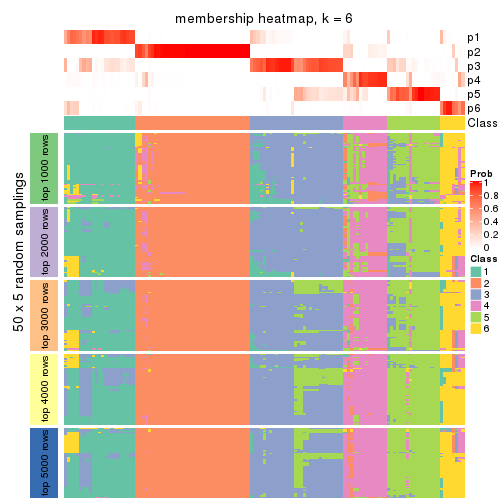 membership heatmap, k = 6
p1
p2
p3
p4
p5
p6
Class
50 x 5 random samplings
top 1000 rows
top 2000 rows
top 3000 rows
top 4000 rows
top 5000 rows
Prob
1
0.8
0.6
0.4
0.2
0
Class
1
2
3
4
5
6